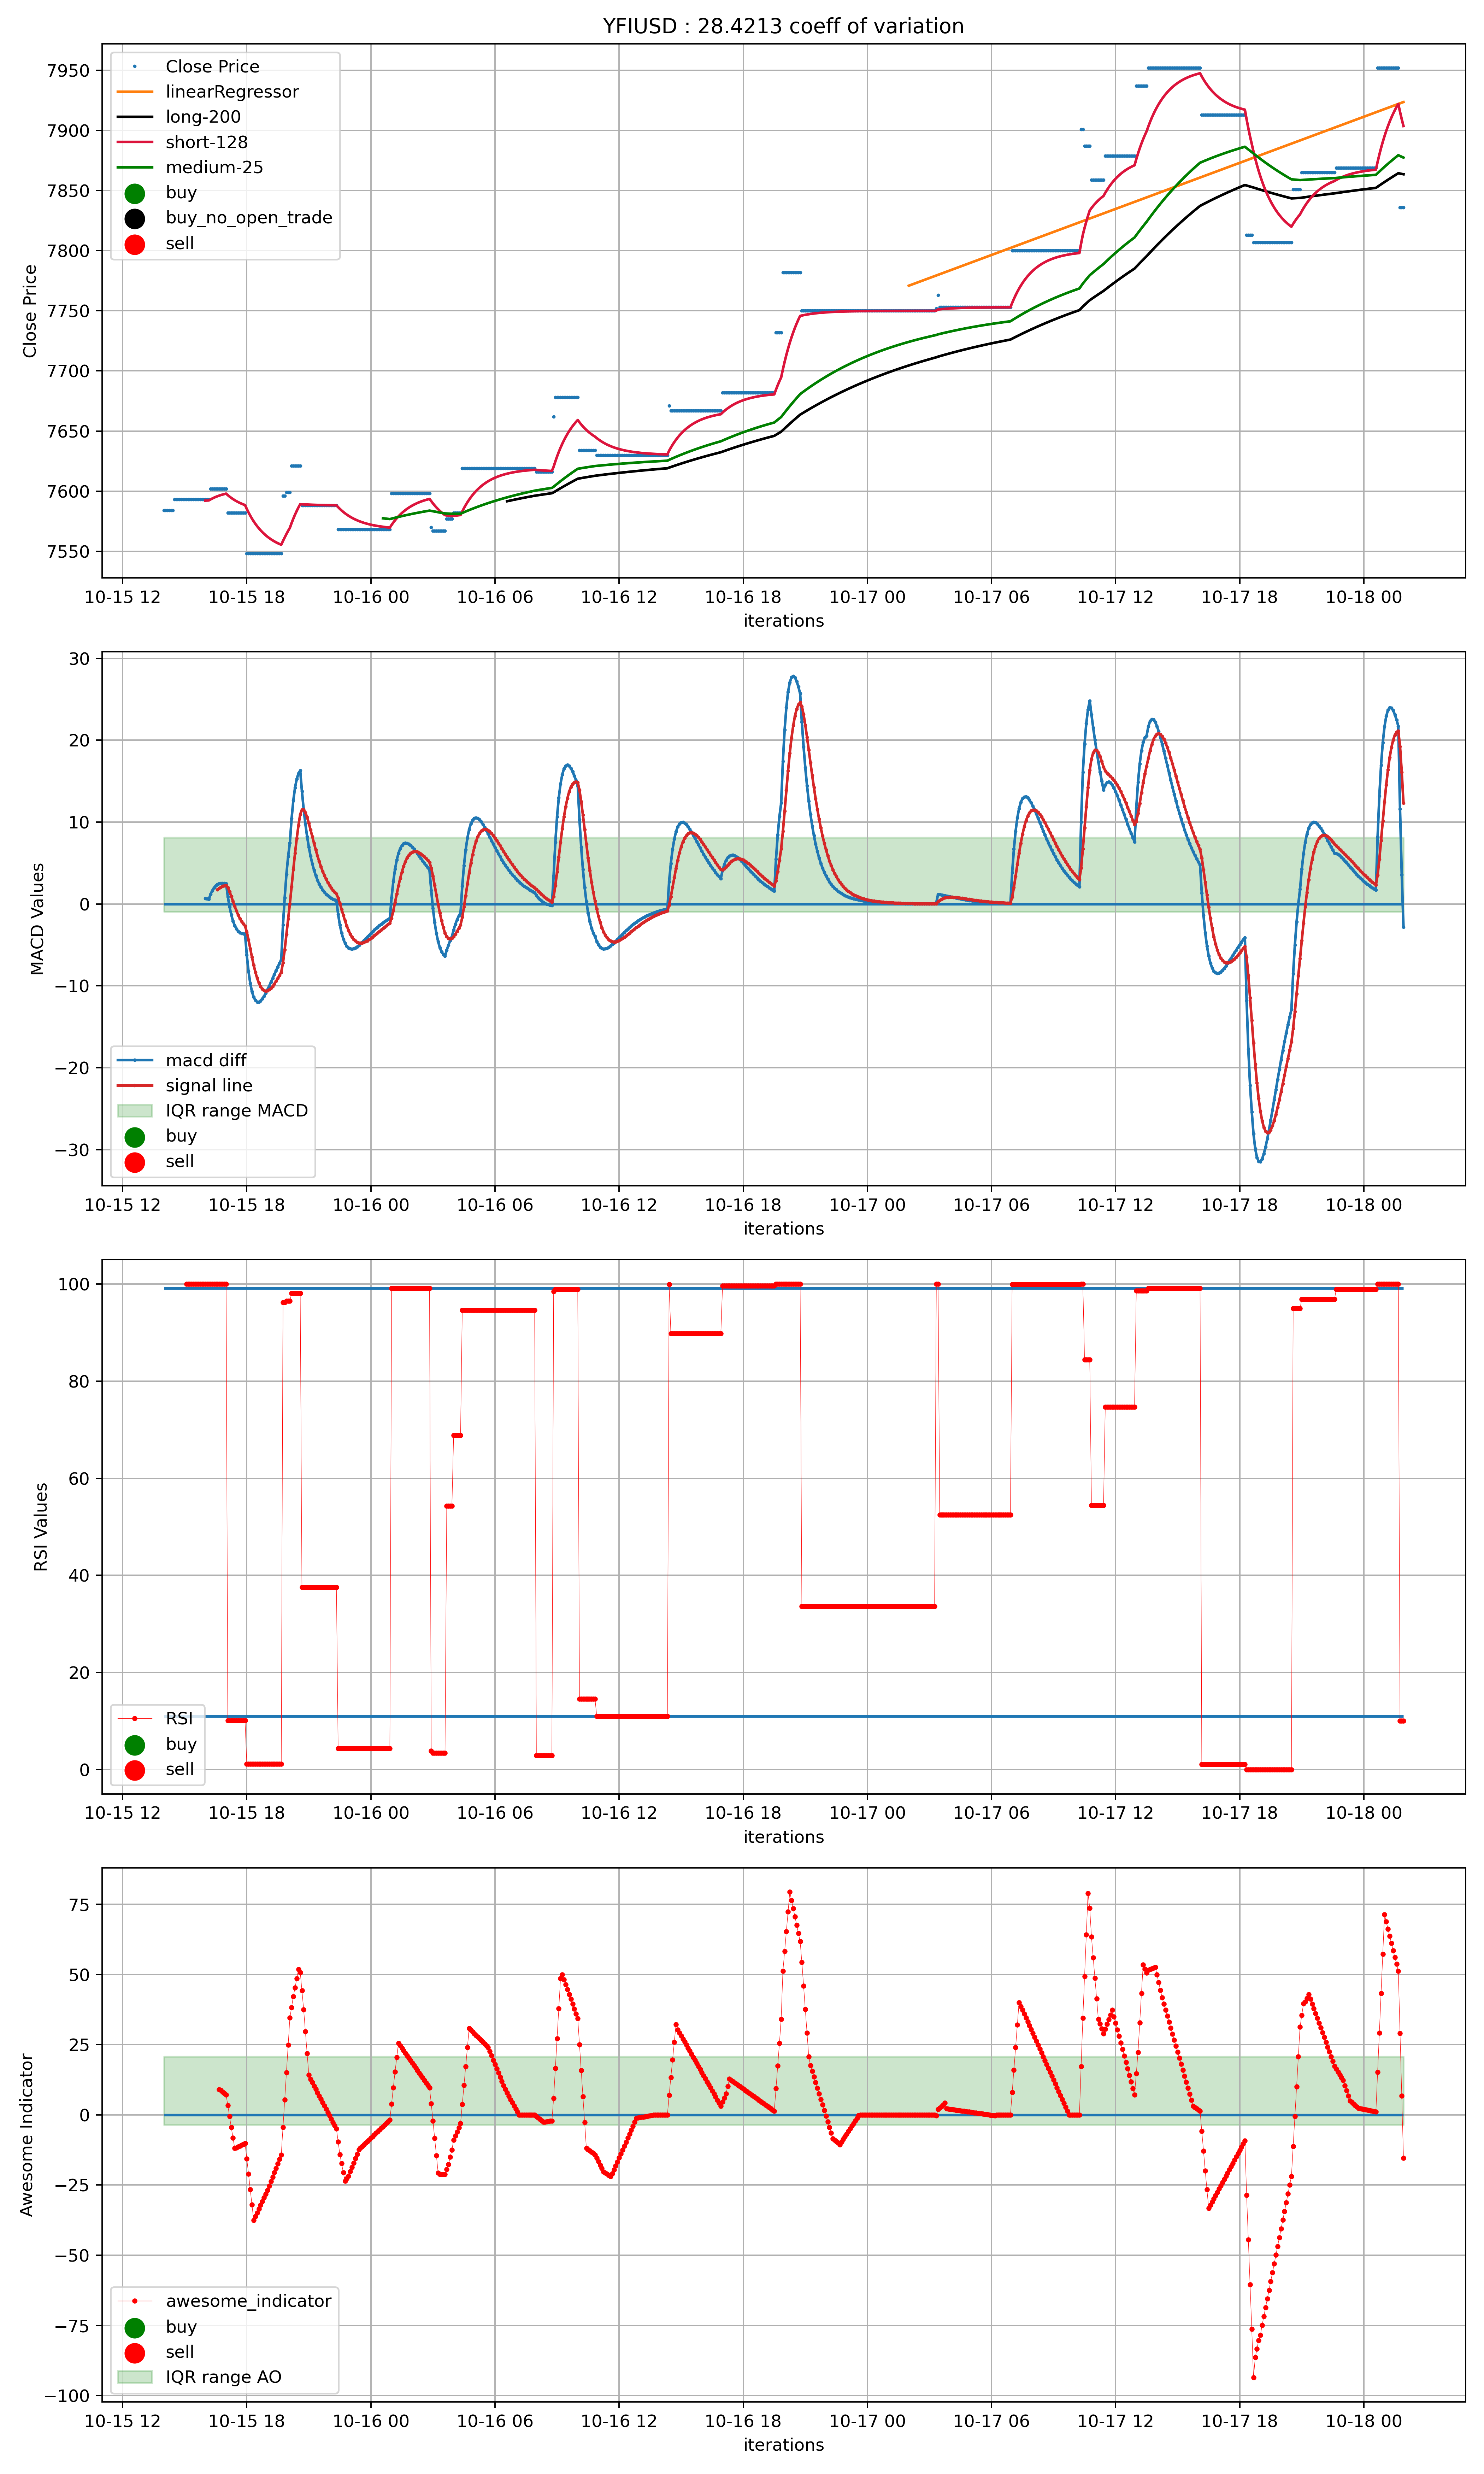 YFIUSD : 28.4213 coeff of variation
7950
7900
7850
7800
7750
7700
7650
7600
7550
Close Price
Close Price
linearRegressor
long-200
short-128
medium-25
buy
buy_no_open_trade
sell
10-15 12 10-15 18 10-16 00 10-16 06 10-16 12 10-16 18 10-17 00 10-17 06 10-17 12 10-17 18 10-18 00
iterations
30
20
10
0
−10
−20
−30
MACD Values
macd diff
signal line
IQR range MACD
buy
sell
10-15 12 10-15 18 10-16 00 10-16 06 10-16 12 10-16 18 10-17 00 10-17 06 10-17 12 10-17 18 10-18 00
iterations
100
80
60
40
20
0
RSI Values
RSI
buy
sell
10-15 12 10-15 18 10-16 00 10-16 06 10-16 12 10-16 18 10-17 00 10-17 06 10-17 12 10-17 18 10-18 00
iterations
75
50
25
0
−25
−50
−75
−100
Awesome Indicator
awesome_indicator
buy
sell
IQR range AO
10-15 12 10-15 18 10-16 00 10-16 06 10-16 12 10-16 18 10-17 00 10-17 06 10-17 12 10-17 18 10-18 00
iterations